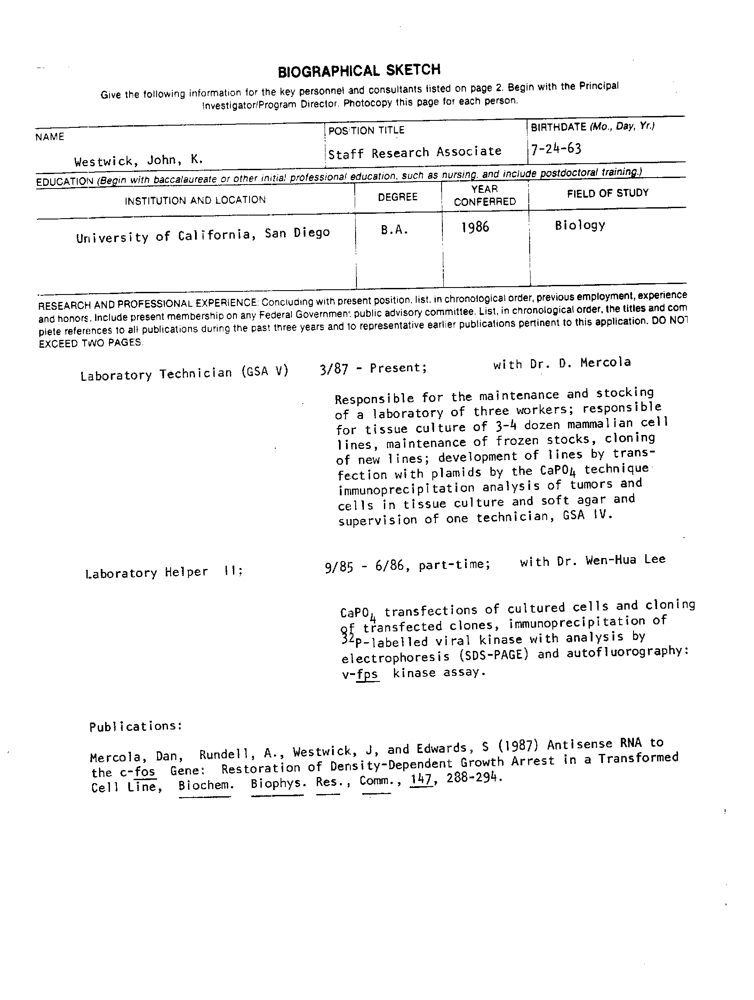 BIOGRAPHICAL SKETCH
Give the following information for the key personnel and consultants listed on page 2. Begin with the Principal
Investigator/Program Director. Photocopy this page for each person.
NAME
POSITION TITLE
BIRTHDATE (Mo., Day, Yr.)
Westwick, John, K.
Staff Research Associate
7-24-63
EDUCATION (Begin with baccalaureate or other initial professional education, such as nursing, and include postdoctoral training.)
INSTITUTION AND LOCATION
DEGREE
YEAR
CONFERRED
FIELD OF STUDY
University of California, San Diego
B.A.
1986
Biology
RESEARCH AND PROFESSIONAL EXPERIENCE: Concluding with present position, list, in chronological order, previous employment, experience
and honors. Include present membership on any Federal Government public advisory committee. List, in chronological order, the titles and com
plete references to all publications during the past three years and to representative earlier publications pertinent to this application. DO NOT
EXCEED TWO PAGES.
Laboratory Technician (GSA V) 3/87 - Present; with Dr. D. Mercola
Responsible for the maintenance and stocking
of a laboratory of three workers; responsible
for tissue culture of 3-4 dozen mammalian cell
lines, maintenance of frozen stocks, cloning
of new lines; development of lines by trans-
fection with plamids by the CaPO4 technique
immunoprecipitation analysis of tumors and
cells in tissue culture and soft agar and
supervision of one technician, GSA IV.
Laboratory Helper II; 9/85 - 6/86, part-time; with Dr. Wen-Hua Lee
CaPO4 transfections of cultured cells and cloning
of transfected clones, immunoprecipitation of
32P-labelled viral kinase with analysis by
electrophoresis (SDS-PAGE) and autofluorography:
v-fps kinase assay.
Publications:
Mercola, Dan, Rundell, A., Westwick, J, and Edwards, S (1987) Antisense RNA to
the c-fos Gene: Restoration of Density-Dependent Growth Arrest in a Transformed
Cell Line, Biochem. Biophys. Res., Comm., 147, 288-294.